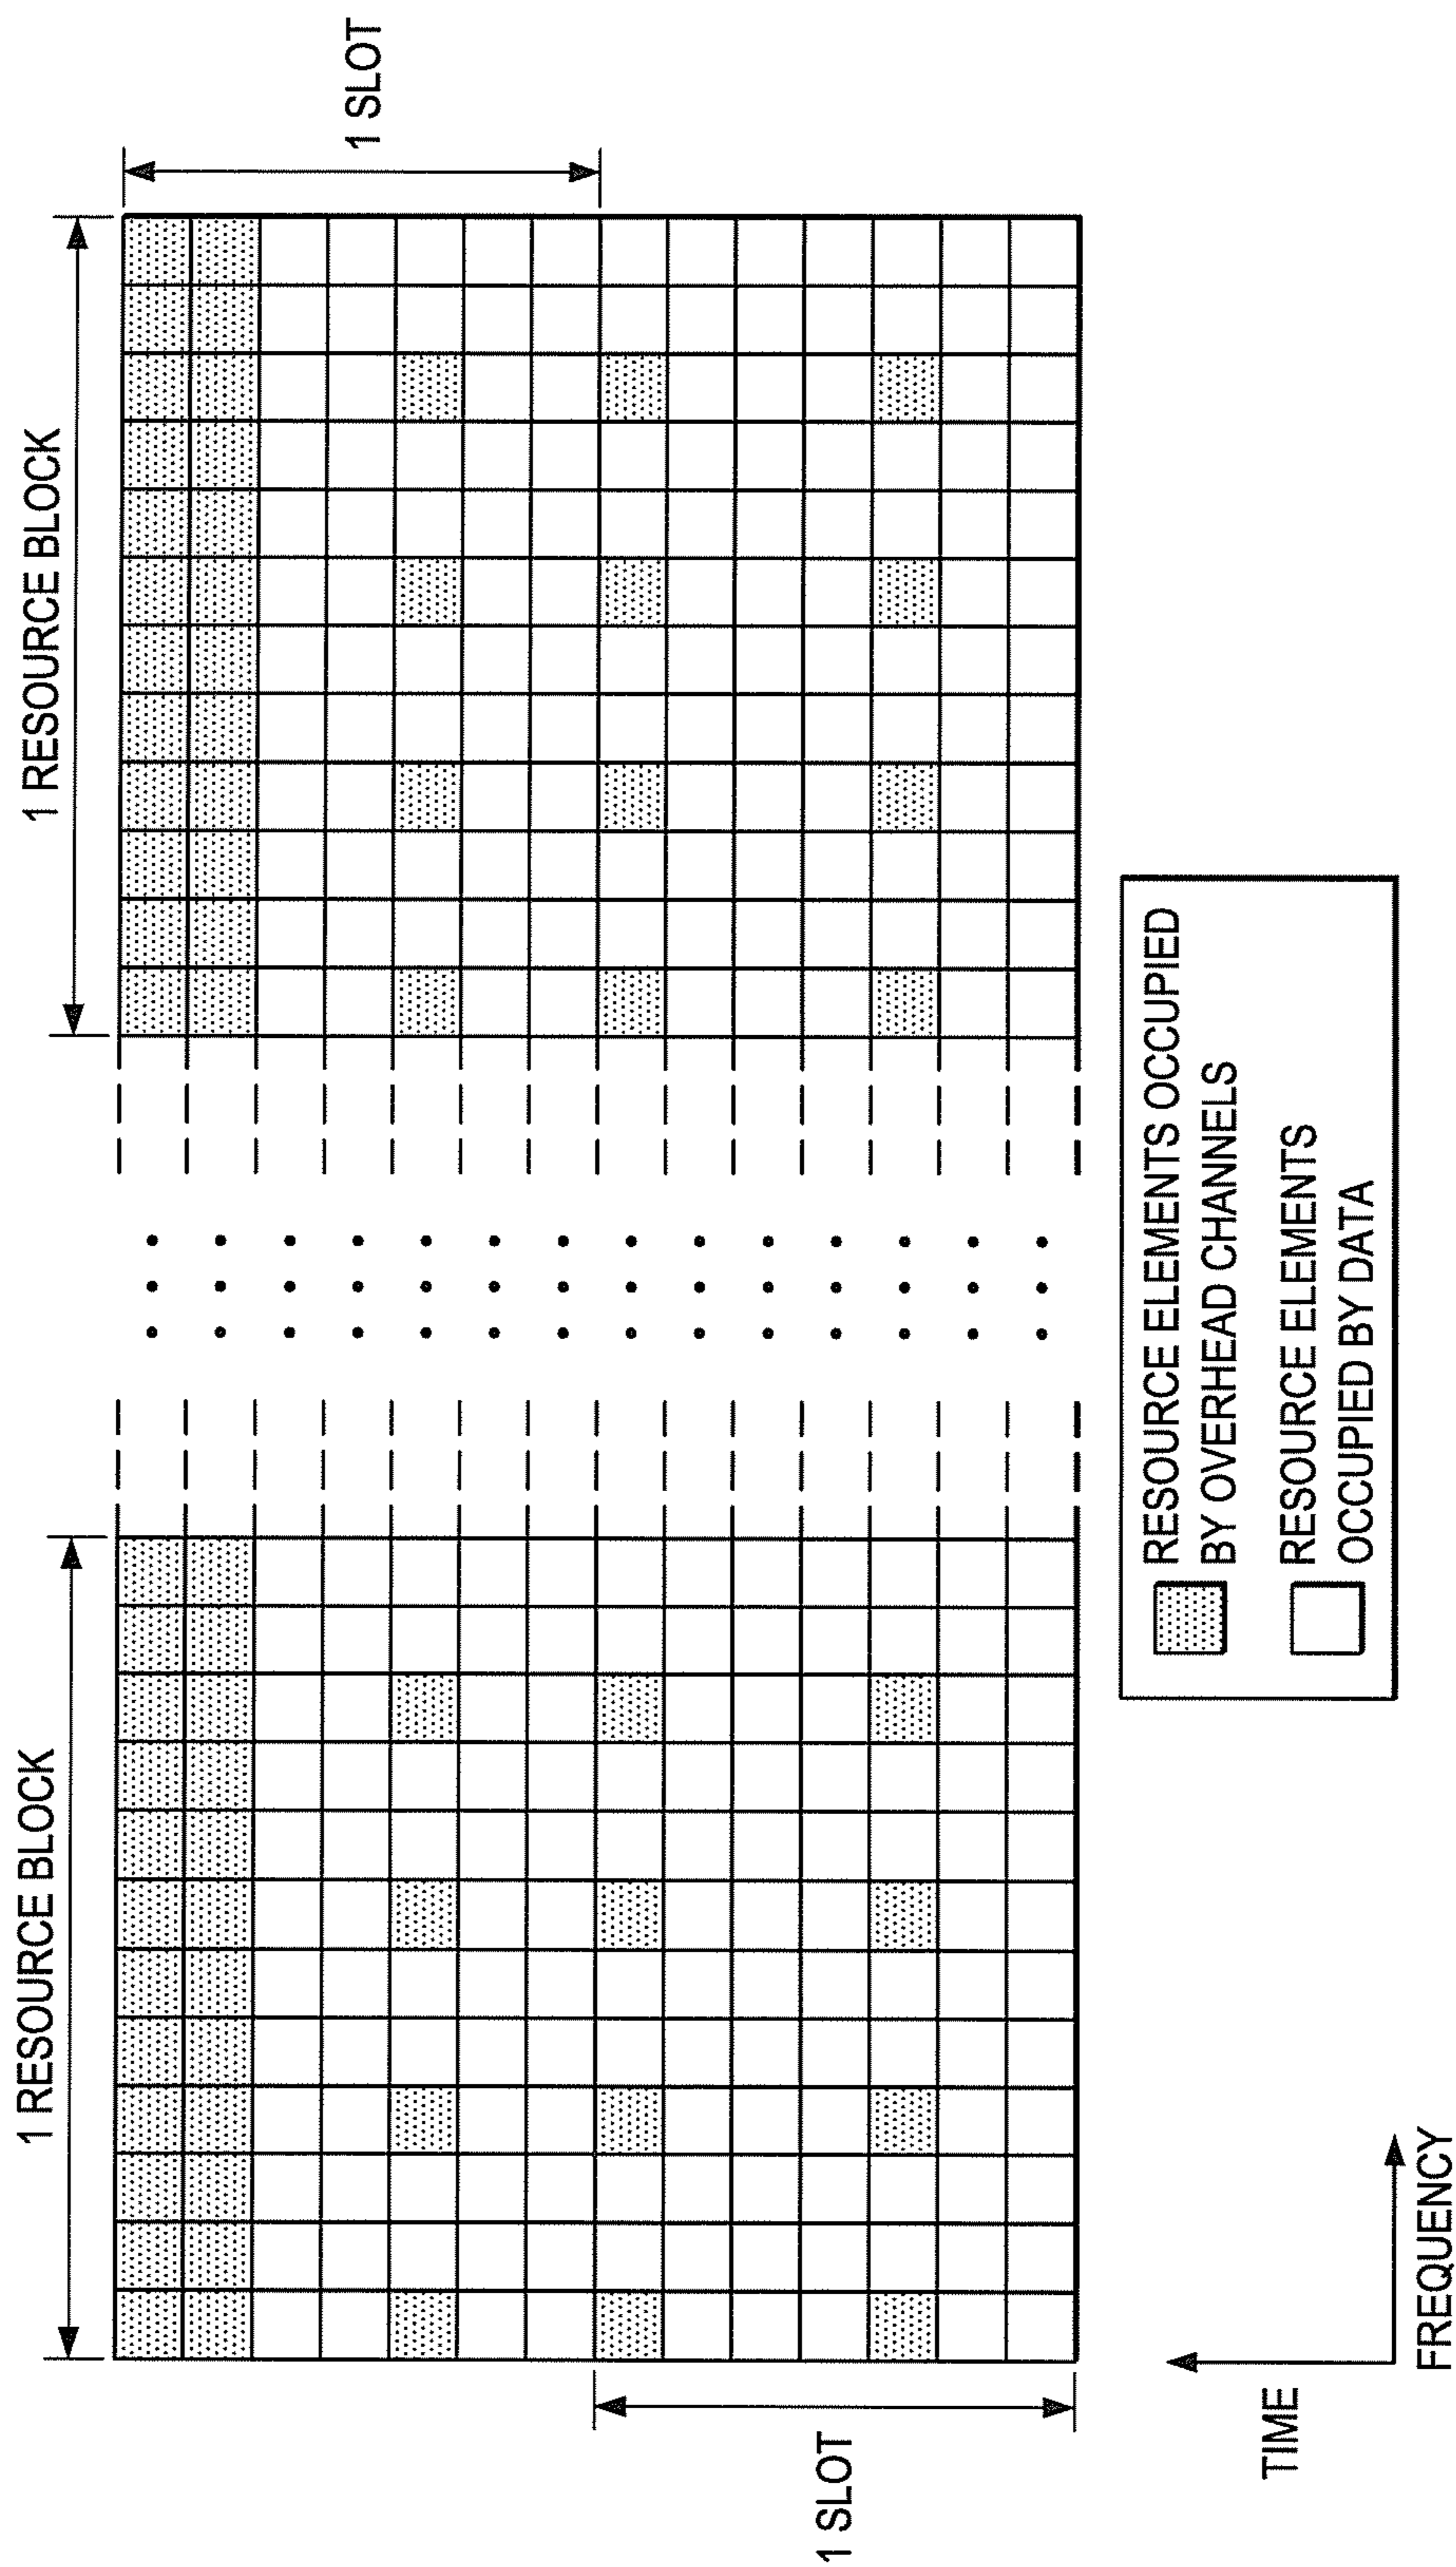 1 RESOURCE BLOCK
1 RESOURCE BLOCK
1 SLOT
1 SLOT
TIME
FREQUENCY
RESOURCE ELEMENTS OCCUPIED
BY OVERHEAD CHANNELS
RESOURCE ELEMENTS
OCCUPIED BY DATA